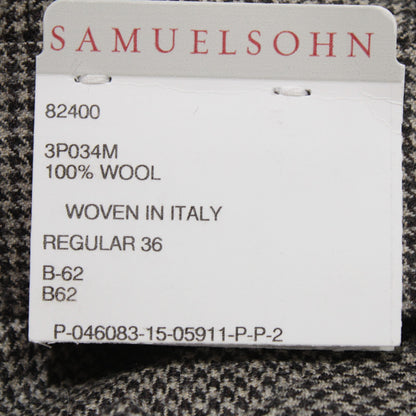 SAMUELSOHN
82400
3P034M
100% WOOL
WOVEN IN ITALY
REGULAR 36
B-62
B62
P-046083-15-05911-P-P-2